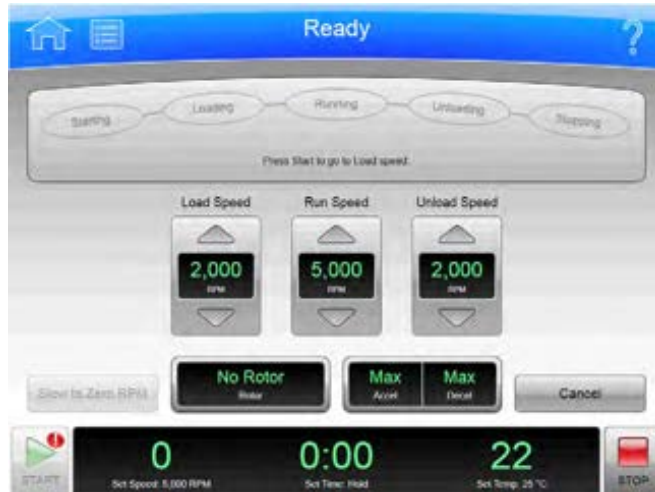 Ready
?
Starting
Loading
Running
Unloading
Stopping
Press Start to go to Load speed.
Load Speed Run Speed Unload Speed
2,000 5,000 2,000
RPM RPM RPM
Slow to Zero RPM
No Rotor
Rotor
Max Max
Accel Decel
Cancel
! 0 0:00 22
START Set Speed: 5,000 RPM Set Time: Hold Set Temp: 25 °C STOP